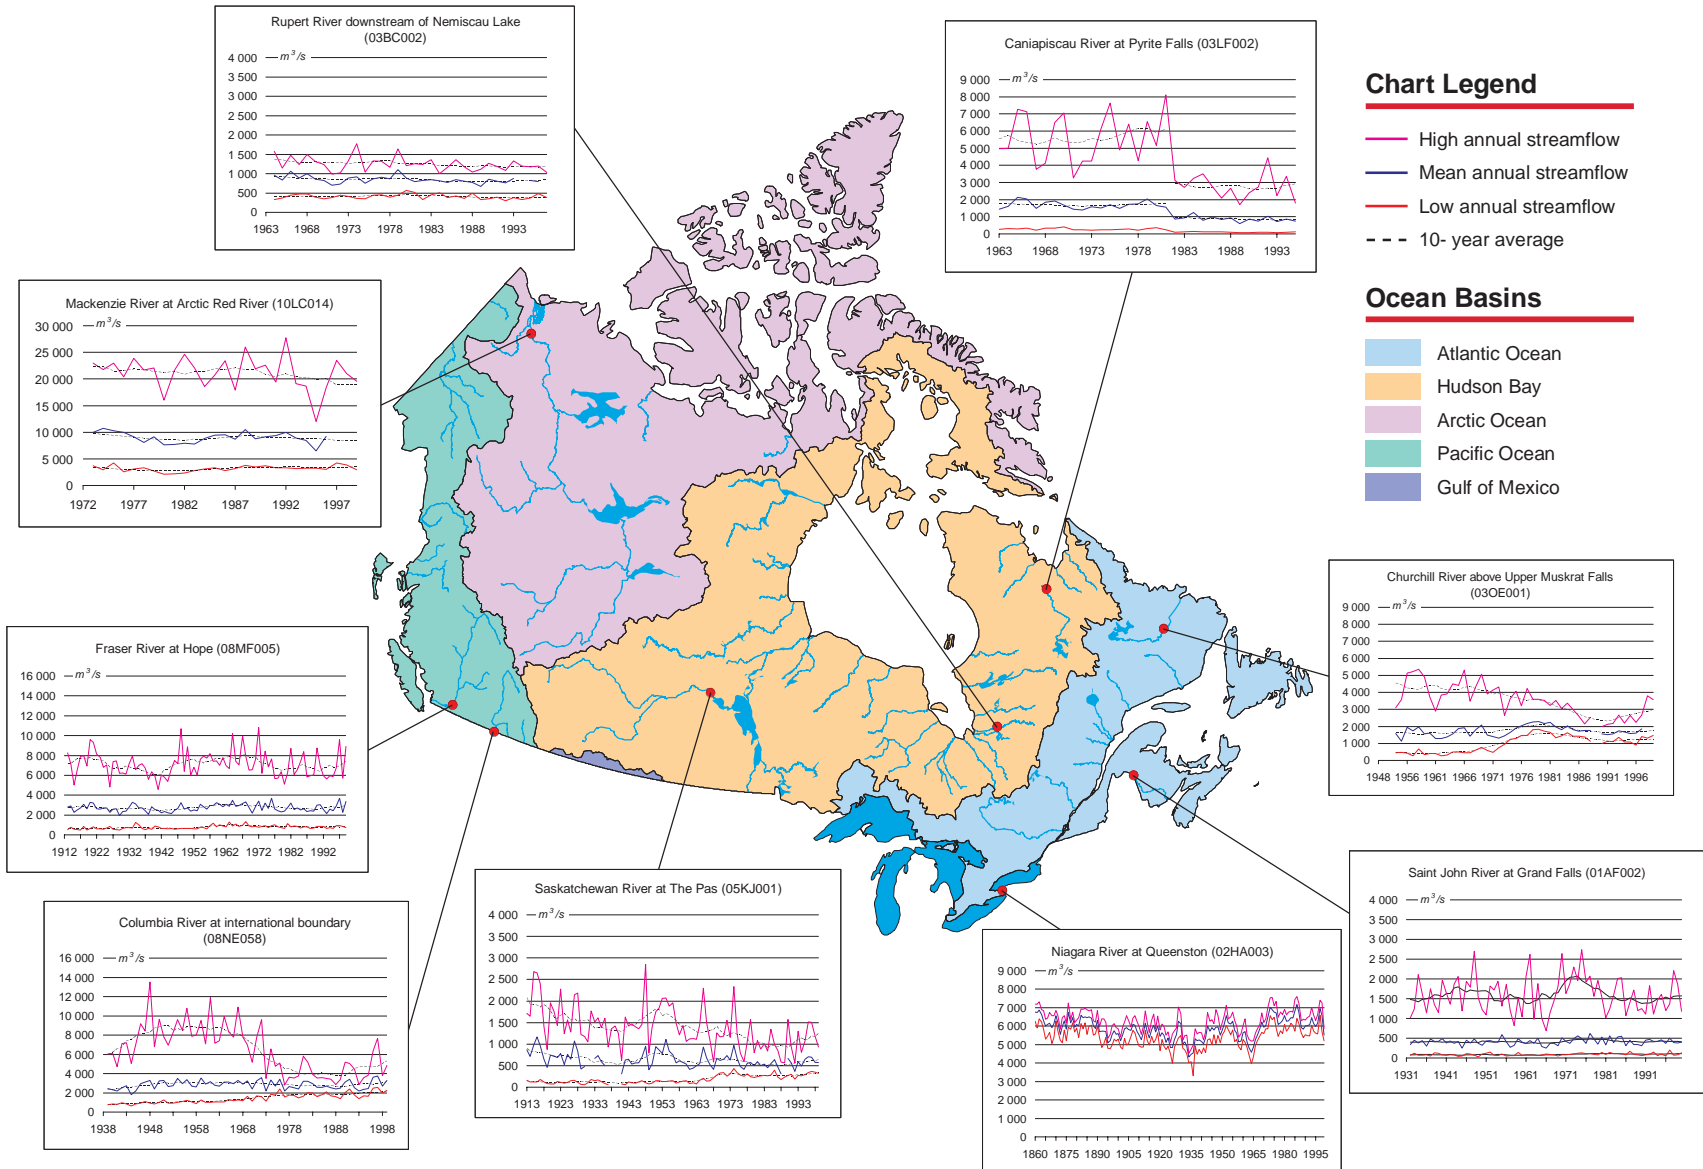 Rupert River downstream of Nemiscau Lake
(03BC002)
m³/s
4 000
3 500
3 000
2 500
2 000
1 500
1 000
500
0
1963 1968 1973 1978 1983 1988 1993
Caniapiscau River at Pyrite Falls (03LF002)
m³/s
9 000
8 000
7 000
6 000
5 000
4 000
3 000
2 000
1 000
0
1963 1968 1973 1978 1983 1988 1993
Chart Legend
High annual streamflow
Mean annual streamflow
Low annual streamflow
10- year average
Ocean Basins
Atlantic Ocean
Hudson Bay
Arctic Ocean
Pacific Ocean
Gulf of Mexico
Mackenzie River at Arctic Red River (10LC014)
m³/s
30 000
25 000
20 000
15 000
10 000
5 000
0
1972 1977 1982 1987 1992 1997
Churchill River above Upper Muskrat Falls
(03OE001)
m³/s
9 000
8 000
7 000
6 000
5 000
4 000
3 000
2 000
1 000
0
1948 1956 1961 1966 1971 1976 1981 1986 1991 1996
Fraser River at Hope (08MF005)
m³/s
16 000
14 000
12 000
10 000
8 000
6 000
4 000
2 000
0
1912 1922 1932 1942 1952 1962 1972 1982 1992
Columbia River at international boundary
(08NE058)
m³/s
16 000
14 000
12 000
10 000
8 000
6 000
4 000
2 000
0
1938 1948 1958 1968 1978 1988 1998
Saskatchewan River at The Pas (05KJ001)
m³/s
4 000
3 500
3 000
2 500
2 000
1 500
1 000
500
0
1913 1923 1933 1943 1953 1963 1973 1983 1993
Niagara River at Queenston (02HA003)
m³/s
9 000
8 000
7 000
6 000
5 000
4 000
3 000
2 000
1 000
0
1860 1875 1890 1905 1920 1935 1950 1965 1980 1995
Saint John River at Grand Falls (01AF002)
m³/s
4 000
3 500
3 000
2 500
2 000
1 500
1 000
500
0
1931 1941 1951 1961 1971 1981 1991